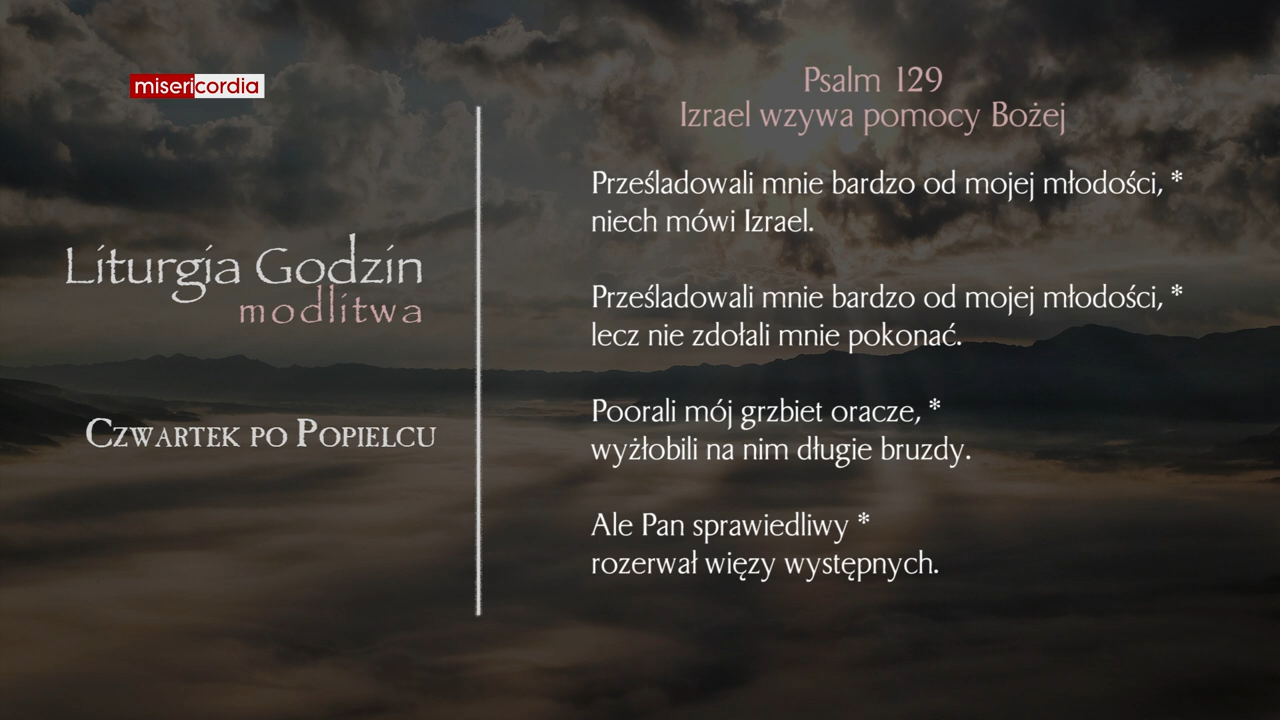 misericordia
Liturgia Godzin
modlitwa
Czwartek po Popielcu
Psalm 129
Izrael wzywa pomocy Bożej
Prześladowali mnie bardzo od mojej młodości, *
niech mówi Izrael.
Prześladowali mnie bardzo od mojej młodości, *
lecz nie zdołali mnie pokonać.
Poorali mój grzbiet oracze, *
wyżłobili na nim długie bruzdy.
Ale Pan sprawiedliwy *
rozerwał więzy występnych.